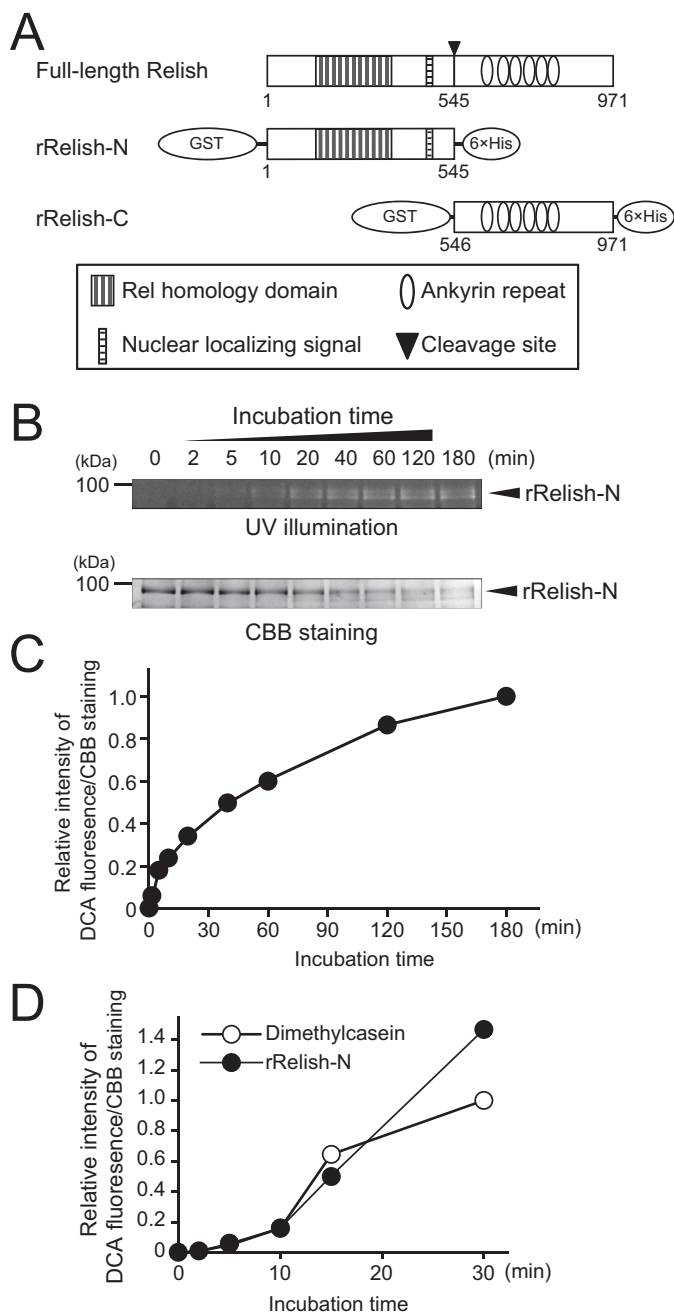 A
Full-length Relish
1
545
971
rRelish-N
GST
6×His
1
545
rRelish-C
GST
6×His
546
971
Rel homology domain
Ankyrin repeat
Nuclear localizing signal
Cleavage site
B
Incubation time
(kDa) 0 2 5 10 20 40 60 120 180 (min)
100
rRelish-N
UV illumination
(kDa)
100
rRelish-N
CBB staining
C
Relative intensity of
DCA fluoresence/CBB staining
1.0
0.8
0.6
0.4
0.2
0
0 30 60 90 120 150 180 (min)
Incubation time
D
Relative intensity of
DCA fluoresence/CBB staining
1.4
1.2
1.0
0.8
0.6
0.4
0.2
0
Dimethylcasein
rRelish-N
0 10 20 30 (min)
Incubation time